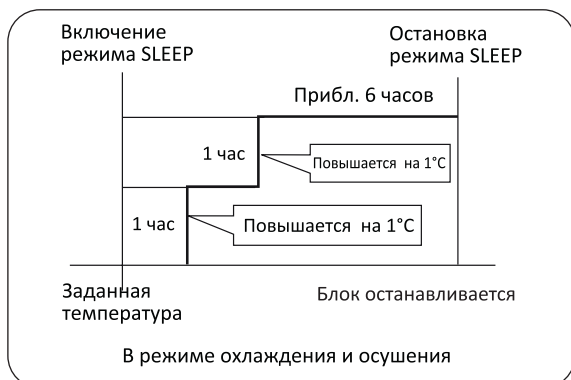 Включение
режима SLEEP
Остановка
режима SLEEP
Прибл. 6 часов
1 час
Повышается на 1°C
1 час
Повышается на 1°C
Заданная
температура
Блок останавливается
В режиме охлаждения и осушения